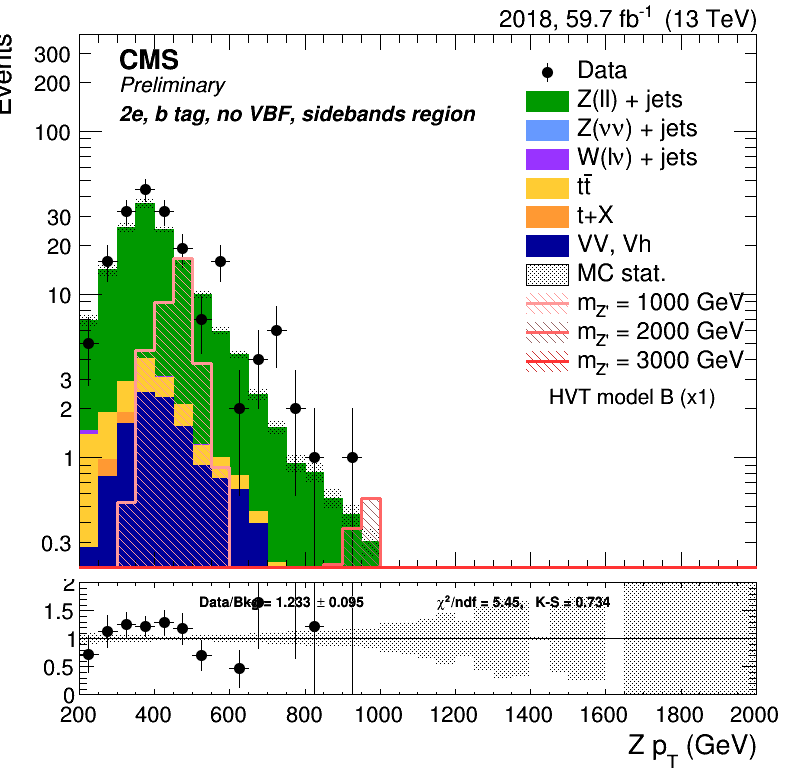 2018, 59.7 fb⁻¹ (13 TeV)
Events
CMS
Preliminary
2e, b tag, no VBF, sidebands region
Data
Z(ll) + jets
Z(νν) + jets
W(lν) + jets
tt̄
t+X
VV, Vh
MC stat.
m_Z' = 1000 GeV
m_Z' = 2000 GeV
m_Z' = 3000 GeV
HVT model B (x1)
300
200
100
30
20
10
3
2
1
0.3
Data/Bkg = 1.233 ± 0.095 χ²/ndf = 5.45, K-S = 0.734
2
1.5
1
0.5
0
200 400 600 800 1000 1200 1400 1600 1800 2000
Z p_T (GeV)